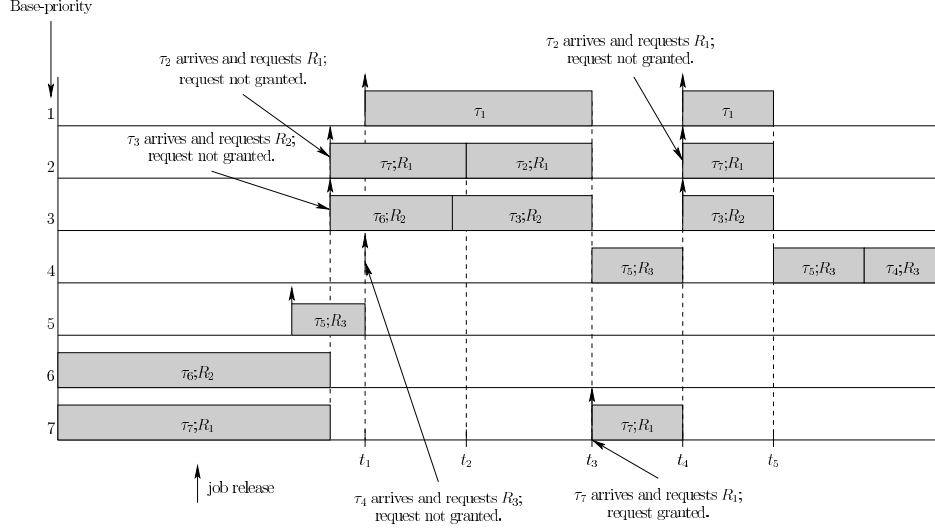 Base-priority
τ2 arrives and requests R1;
request not granted.
τ2 arrives and requests R1;
request not granted.
τ3 arrives and requests R2;
request not granted.
1
τ1
τ1
2
τ7;R1
τ2;R1
τ7;R1
3
τ6;R2
τ3;R2
τ3;R2
4
τ5;R3
τ5;R3
τ4;R3
5
τ5;R3
6
τ6;R2
7
τ7;R1
τ7;R1
t1
t2
t3
t4
t5
job release
τ4 arrives and requests R3;
request not granted.
τ7 arrives and requests R1;
request granted.